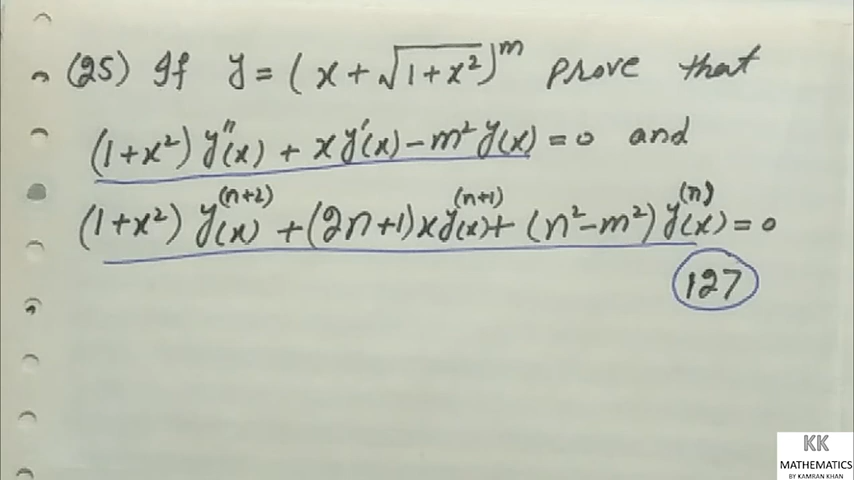 (25) If y = (x + √1+x²)ᵐ prove that
(1+x²) y''(x) + x y'(x) - m² y(x) = 0 and
(1+x²) y⁽ⁿ⁺²⁾(x) + (2n+1) x y⁽ⁿ⁺¹⁾(x) + (n²-m²) y⁽ⁿ⁾(x) = 0
127
KK
MATHEMATICS
BY KAMRAN KHAN